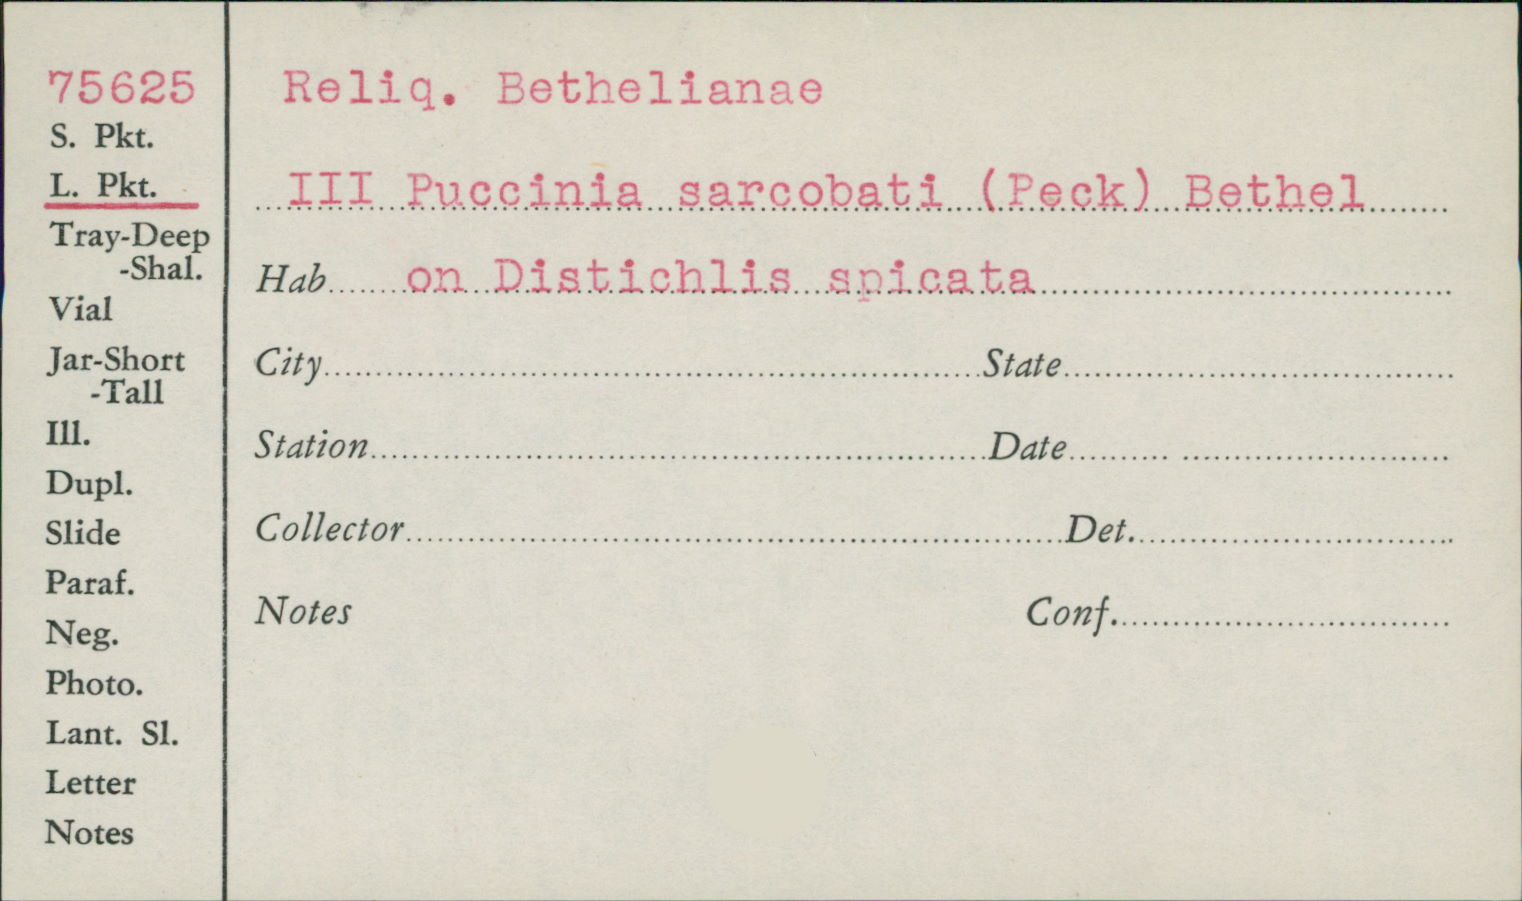 75625
S. Pkt.
L. Pkt.
Tray-Deep
-Shal.
Vial
Jar-Short
-Tall
Ill.
Dupl.
Slide
Paraf.
Neg.
Photo.
Lant. Sl.
Letter
Notes
Reliq. Bethelianae
III Puccinia sarcobati (Peck) Bethel
Hab on Distichlis spicata
City State
Station Date
Collector Det.
Notes Conf.